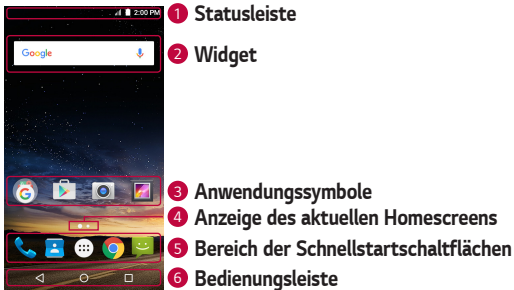 2:00 PM
1 Statusleiste
Google
2 Widget
3 Anwendungssymbole
4 Anzeige des aktuellen Homescreens
5 Bereich der Schnellstartschaltflächen
6 Bedienungsleiste